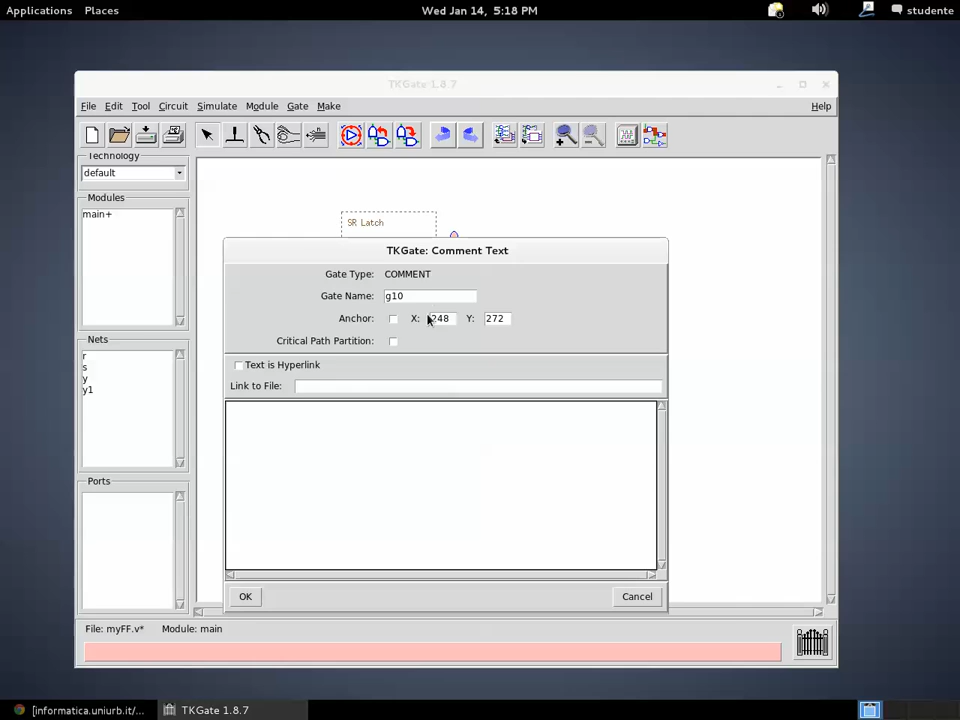 Applications Places Wed Jan 14, 5:18 PM studente
TKGate 1.8.7
File Edit Tool Circuit Simulate Module Gate Make Help
Technology
default
Modules
main+
SR Latch
TKGate: Comment Text
Gate Type: COMMENT
Gate Name: g10
Anchor: X: 248 Y: 272
Critical Path Partition:
Nets
r
s
y
y1
Text is Hyperlink
Link to File:
Ports
OK Cancel
File: myFF.v* Module: main
[informatica.uniurb.it/... TKGate 1.8.7